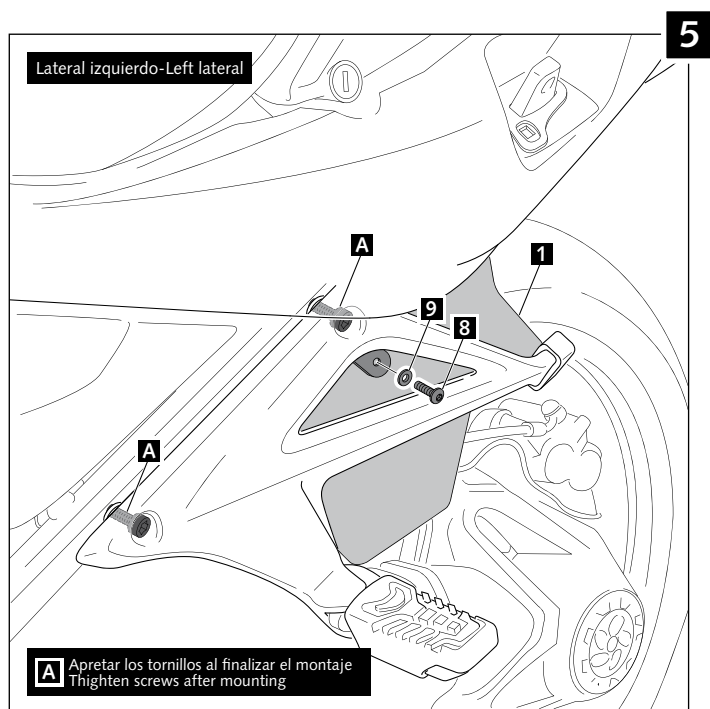 5
Lateral izquierdo-Left lateral
A
1
9
8
A
A Apretar los tornillos al finalizar el montaje
Thighten screws after mounting